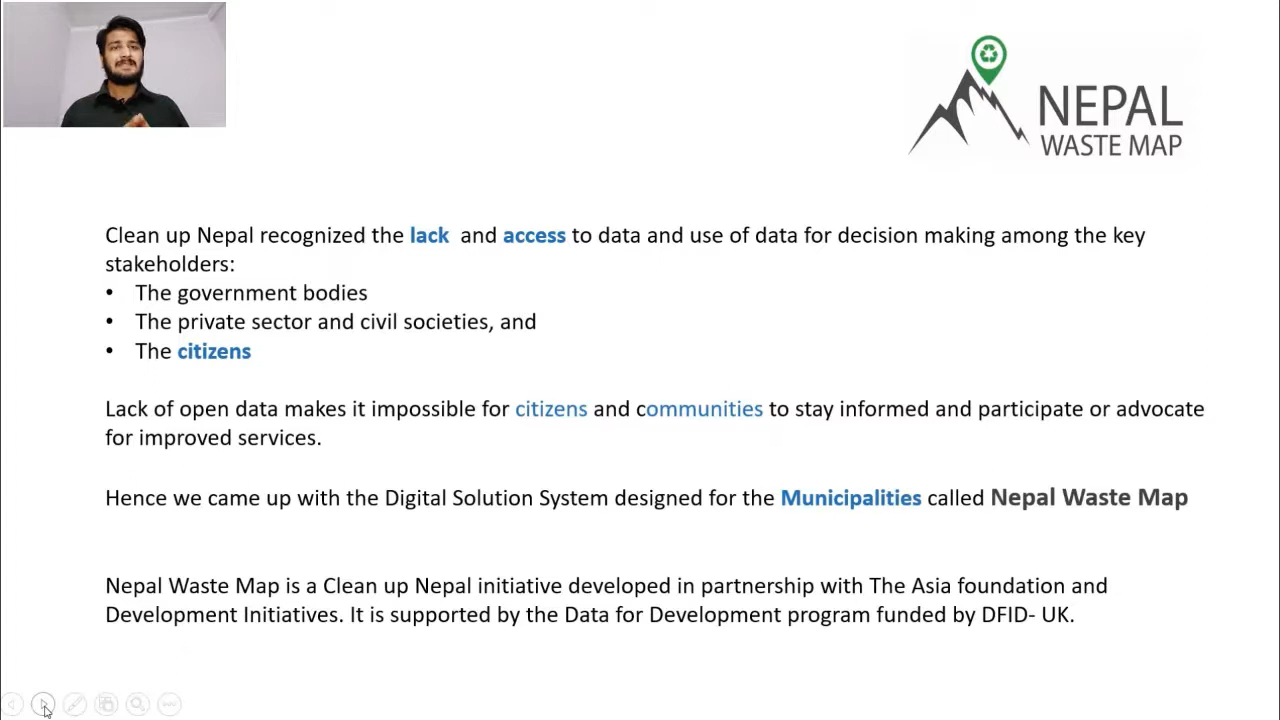 NEPAL
WASTE MAP
Clean up Nepal recognized the lack and access to data and use of data for decision making among the key
stakeholders:
• The government bodies
• The private sector and civil societies, and
• The citizens
Lack of open data makes it impossible for citizens and communities to stay informed and participate or advocate
for improved services.
Hence we came up with the Digital Solution System designed for the Municipalities called Nepal Waste Map
Nepal Waste Map is a Clean up Nepal initiative developed in partnership with The Asia foundation and
Development Initiatives. It is supported by the Data for Development program funded by DFID- UK.